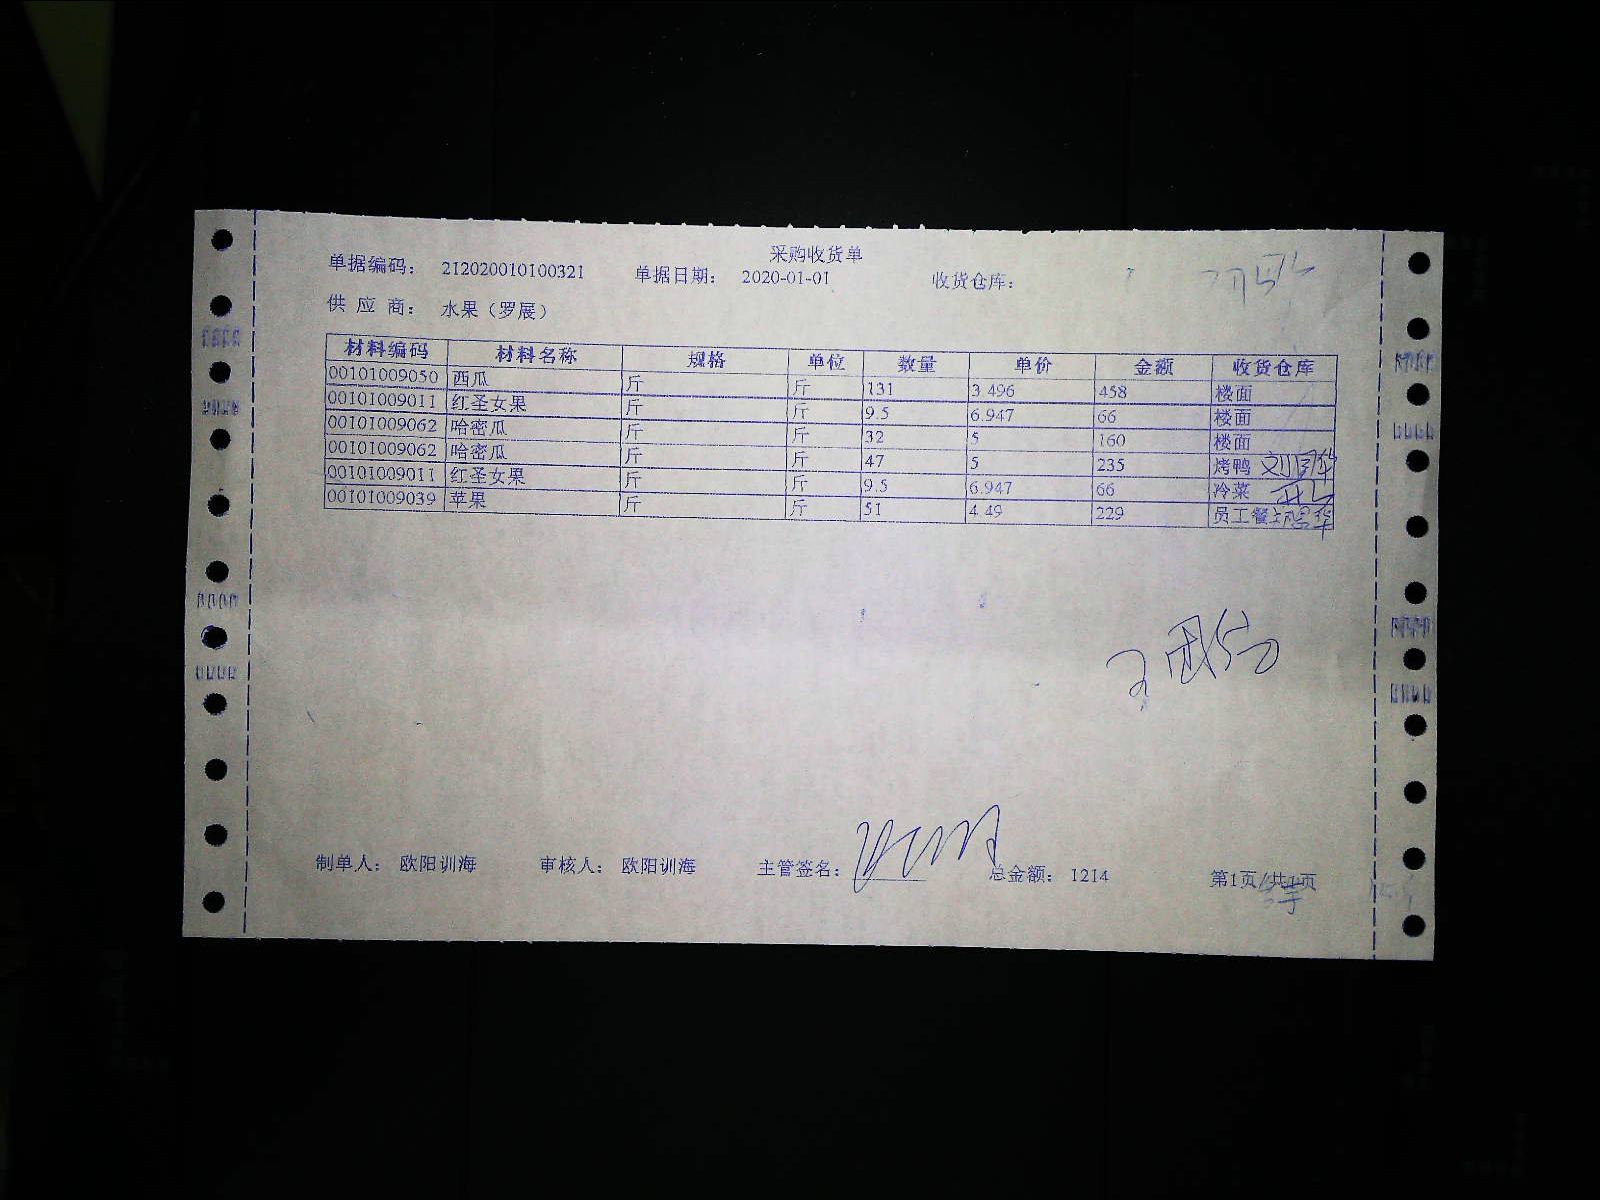 采购收货单
单据编码： 212020010100321 单据日期： 2020-01-01 收货仓库：
供 应 商： 水果（罗展）
材料编码 材料名称 规格 单位 数量 单价 金额 收货仓库
00101009050 西瓜 斤 斤 131 3.496 458 楼面
00101009011 红圣女果 斤 斤 9.5 6.947 66 楼面
00101009062 哈密瓜 斤 斤 32 5 160 楼面
00101009062 哈密瓜 斤 斤 47 5 235 烤鸭
00101009011 红圣女果 斤 斤 9.5 6.947 66 冷菜
00101009039 苹果 斤 斤 51 4.49 229 员工餐
制单人： 欧阳训海 审核人： 欧阳训海 主管签名： 总金额： 1214 第1页/共1页